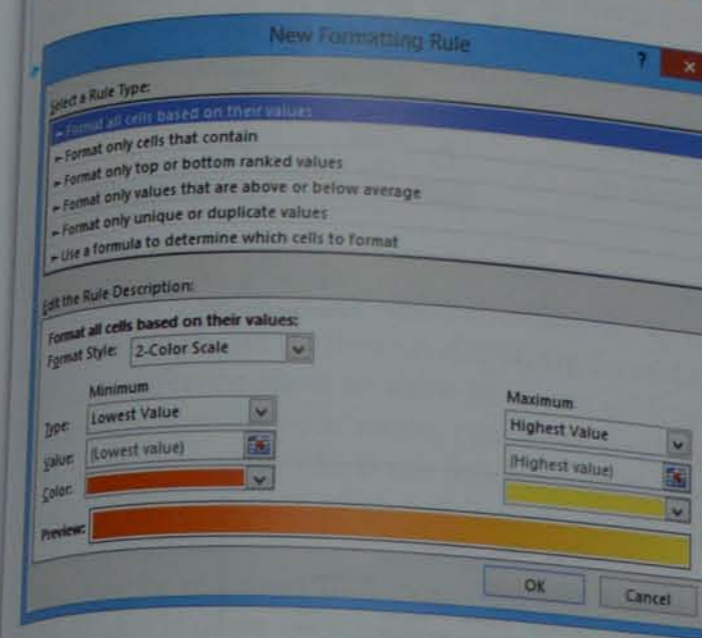 New Formatting Rule
? ×
Select a Rule Type:
► Format all cells based on their values
► Format only cells that contain
► Format only top or bottom ranked values
► Format only values that are above or below average
► Format only unique or duplicate values
► Use a formula to determine which cells to format
Edit the Rule Description:
Format all cells based on their values:
Format Style: 2-Color Scale
Minimum Maximum
Type: Lowest Value Highest Value
Value: (Lowest value) (Highest value)
Color:
Preview:
OK Cancel